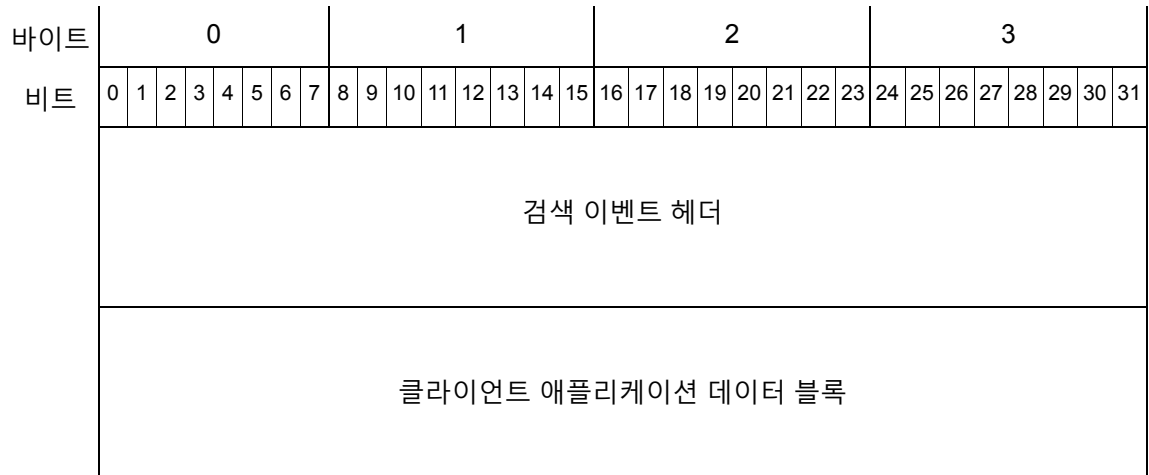 바이트 0 1 2 3
비트 0 1 2 3 4 5 6 7 8 9 10 11 12 13 14 15 16 17 18 19 20 21 22 23 24 25 26 27 28 29 30 31
검색 이벤트 헤더
클라이언트 애플리케이션 데이터 블록